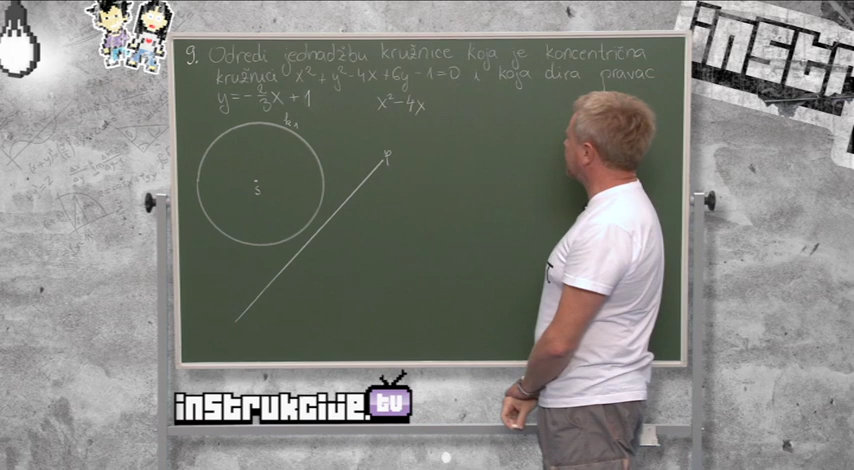 9. Odredi jednadžbu kružnice koja je koncentrična
kružnici x²+y²-4x+6y-1=0 i koja dira pravac
y=-2/3x+1 x²-4x
k₁
p
S
instrukcije.tv